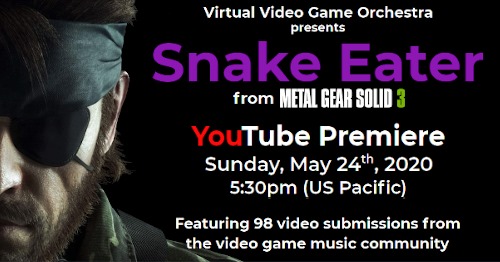 Virtual Video Game Orchestra
presents
Snake Eater
from METAL GEAR SOLID 3
YouTube Premiere
Sunday, May 24th, 2020
5:30pm (US Pacific)
Featuring 98 video submissions from
the video game music community